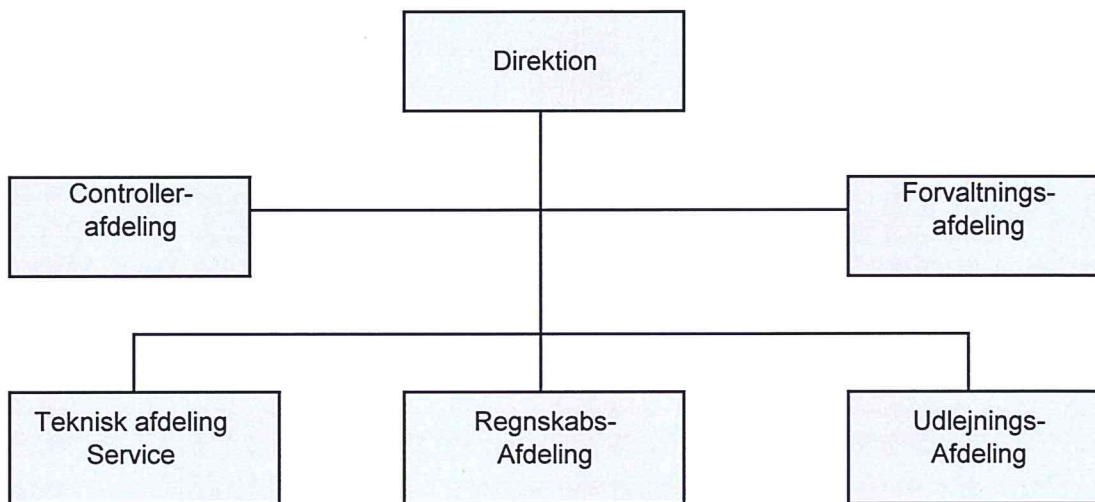 Direktion
Controller-
afdeling
Forvaltnings-
afdeling
Teknisk afdeling
Service
Regnskabs-
Afdeling
Udlejnings-
Afdeling